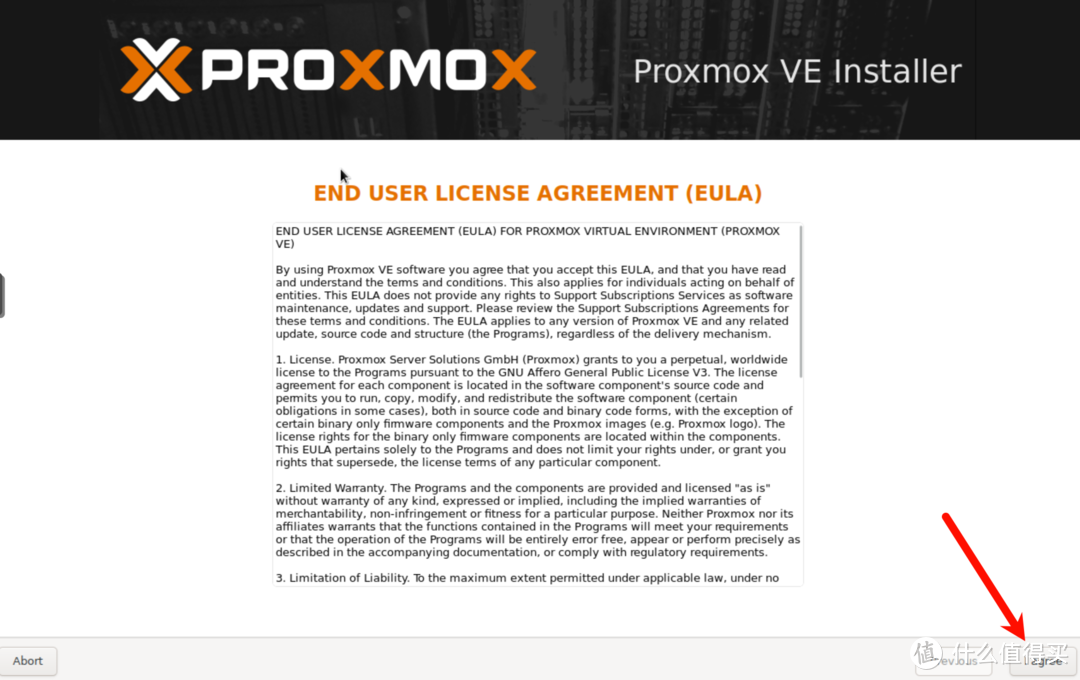 PROXMOX
Proxmox VE Installer
END USER LICENSE AGREEMENT (EULA)
END USER LICENSE AGREEMENT (EULA) FOR PROXMOX VIRTUAL ENVIRONMENT (PROXMOX
VE)
By using Proxmox VE software you agree that you accept this EULA, and that you have read
and understand the terms and conditions. This also applies for individuals acting on behalf of
entities. This EULA does not provide any rights to Support Subscriptions Services as software
maintenance, updates and support. Please review the Support Subscriptions Agreements for
these terms and conditions. The EULA applies to any version of Proxmox VE and any related
update, source code and structure (the Programs), regardless of the delivery mechanism.
1. License. Proxmox Server Solutions GmbH (Proxmox) grants to you a perpetual, worldwide
license to the Programs pursuant to the GNU Affero General Public License V3. The license
agreement for each component is located in the software component's source code and
permits you to run, copy, modify, and redistribute the software component (certain
obligations in some cases), both in source code and binary code forms, with the exception of
certain binary only firmware components and the Proxmox images (e.g. Proxmox logo). The
license rights for the binary only firmware components are located within the components.
This EULA pertains solely to the Programs and does not limit your rights under, or grant you
rights that supersede, the license terms of any particular component.
2. Limited Warranty. The Programs and the components are provided and licensed "as is"
without warranty of any kind, expressed or implied, including the implied warranties of
merchantability, non-infringement or fitness for a particular purpose. Neither Proxmox nor its
affiliates warrants that the functions contained in the Programs will meet your requirements
or that the operation of the Programs will be entirely error free, appear or perform precisely as
described in the accompanying documentation, or comply with regulatory requirements.
3. Limitation of Liability. To the maximum extent permitted under applicable law, under no
Abort
Previous
I agree
值 什么值得买